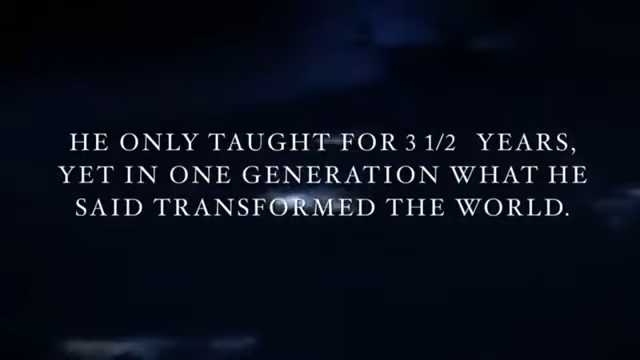 HE ONLY TAUGHT FOR 3 1/2 YEARS,
YET IN ONE GENERATION WHAT HE
SAID TRANSFORMED THE WORLD.